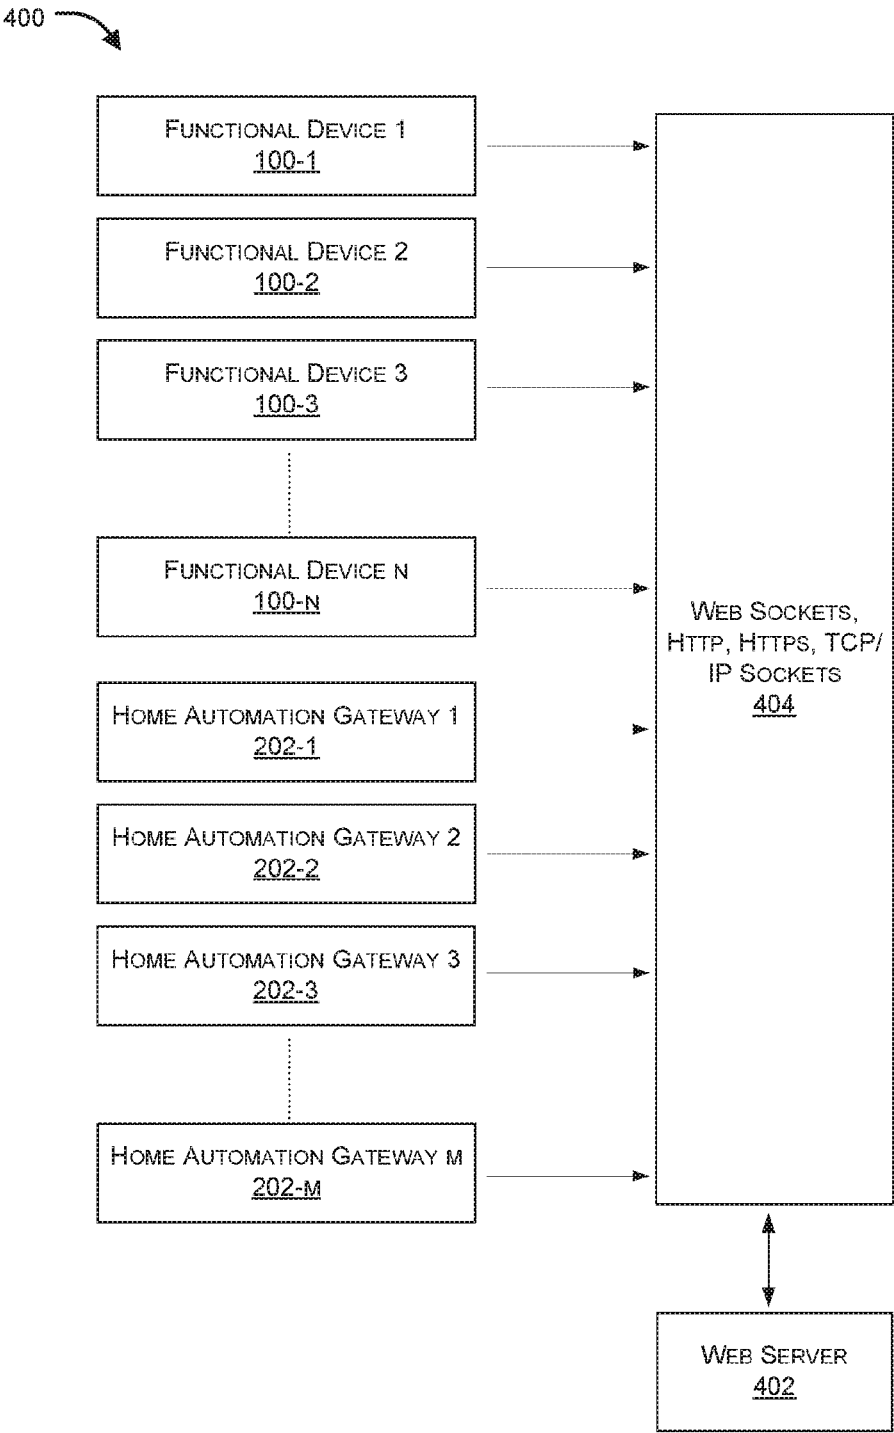 400
FUNCTIONAL DEVICE 1
100-1
FUNCTIONAL DEVICE 2
100-2
FUNCTIONAL DEVICE 3
100-3
FUNCTIONAL DEVICE N
100-N
HOME AUTOMATION GATEWAY 1
202-1
HOME AUTOMATION GATEWAY 2
202-2
HOME AUTOMATION GATEWAY 3
202-3
HOME AUTOMATION GATEWAY M
202-M
WEB SOCKETS,
HTTP, HTTPS, TCP/
IP SOCKETS
404
WEB SERVER
402